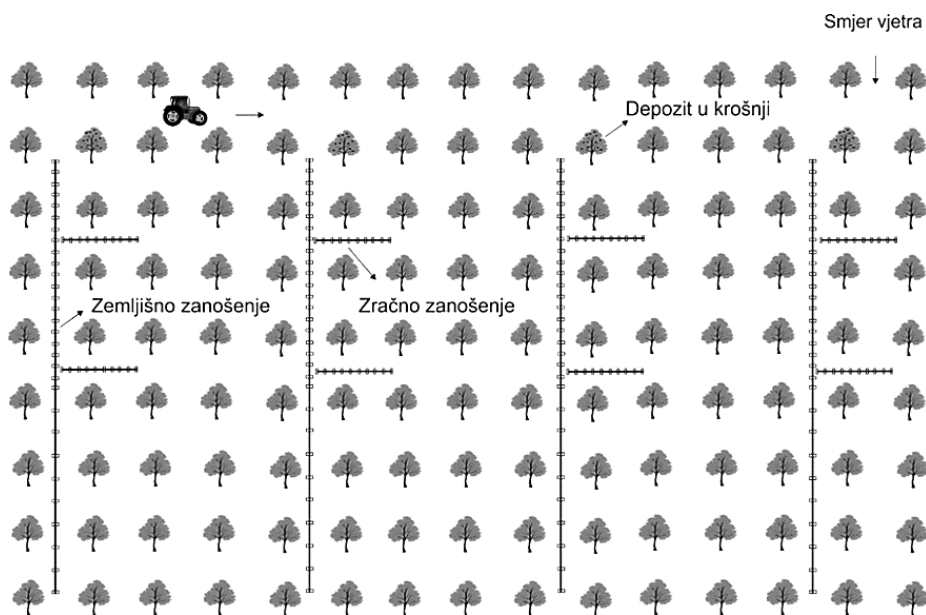 Smjer vjetra
Depozit u krošnji
Zemljišno zanošenje
Zračno zanošenje